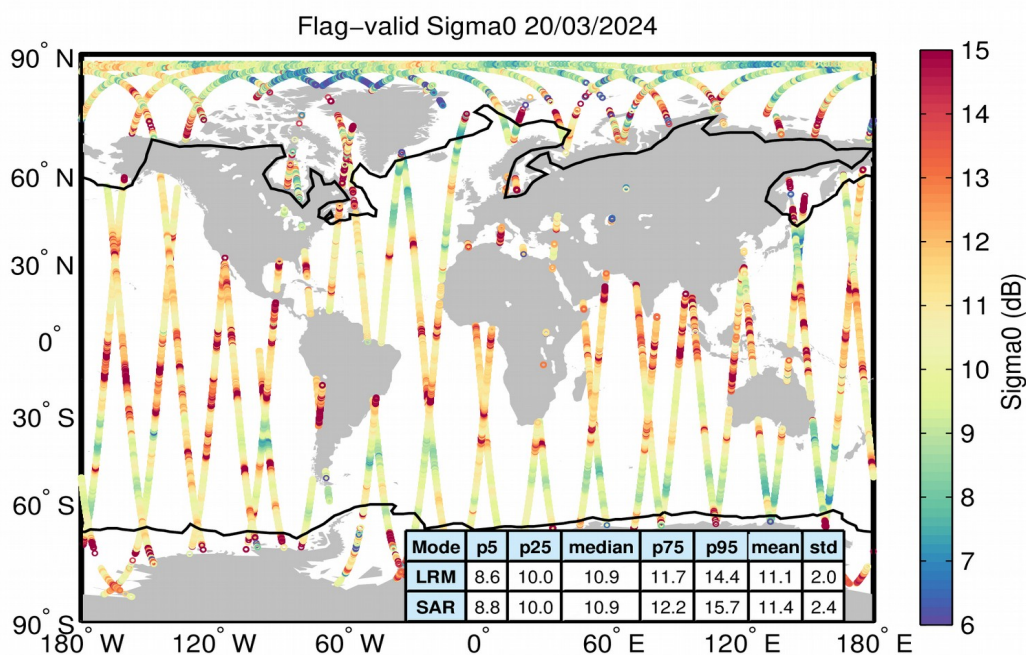 Flag−valid Sigma0 20/03/2024
90° N
60° N
30° N
0°
30° S
60° S
90° S
180° W
120° W
60° W
0°
60° E
120° E
180° E
15
14
13
12
11
10
9
8
7
6
Sigma0 (dB)
Mode p5 p25 median p75 p95 mean std
LRM 8.6 10.0 10.9 11.7 14.4 11.1 2.0
SAR 8.8 10.0 10.9 12.2 15.7 11.4 2.4